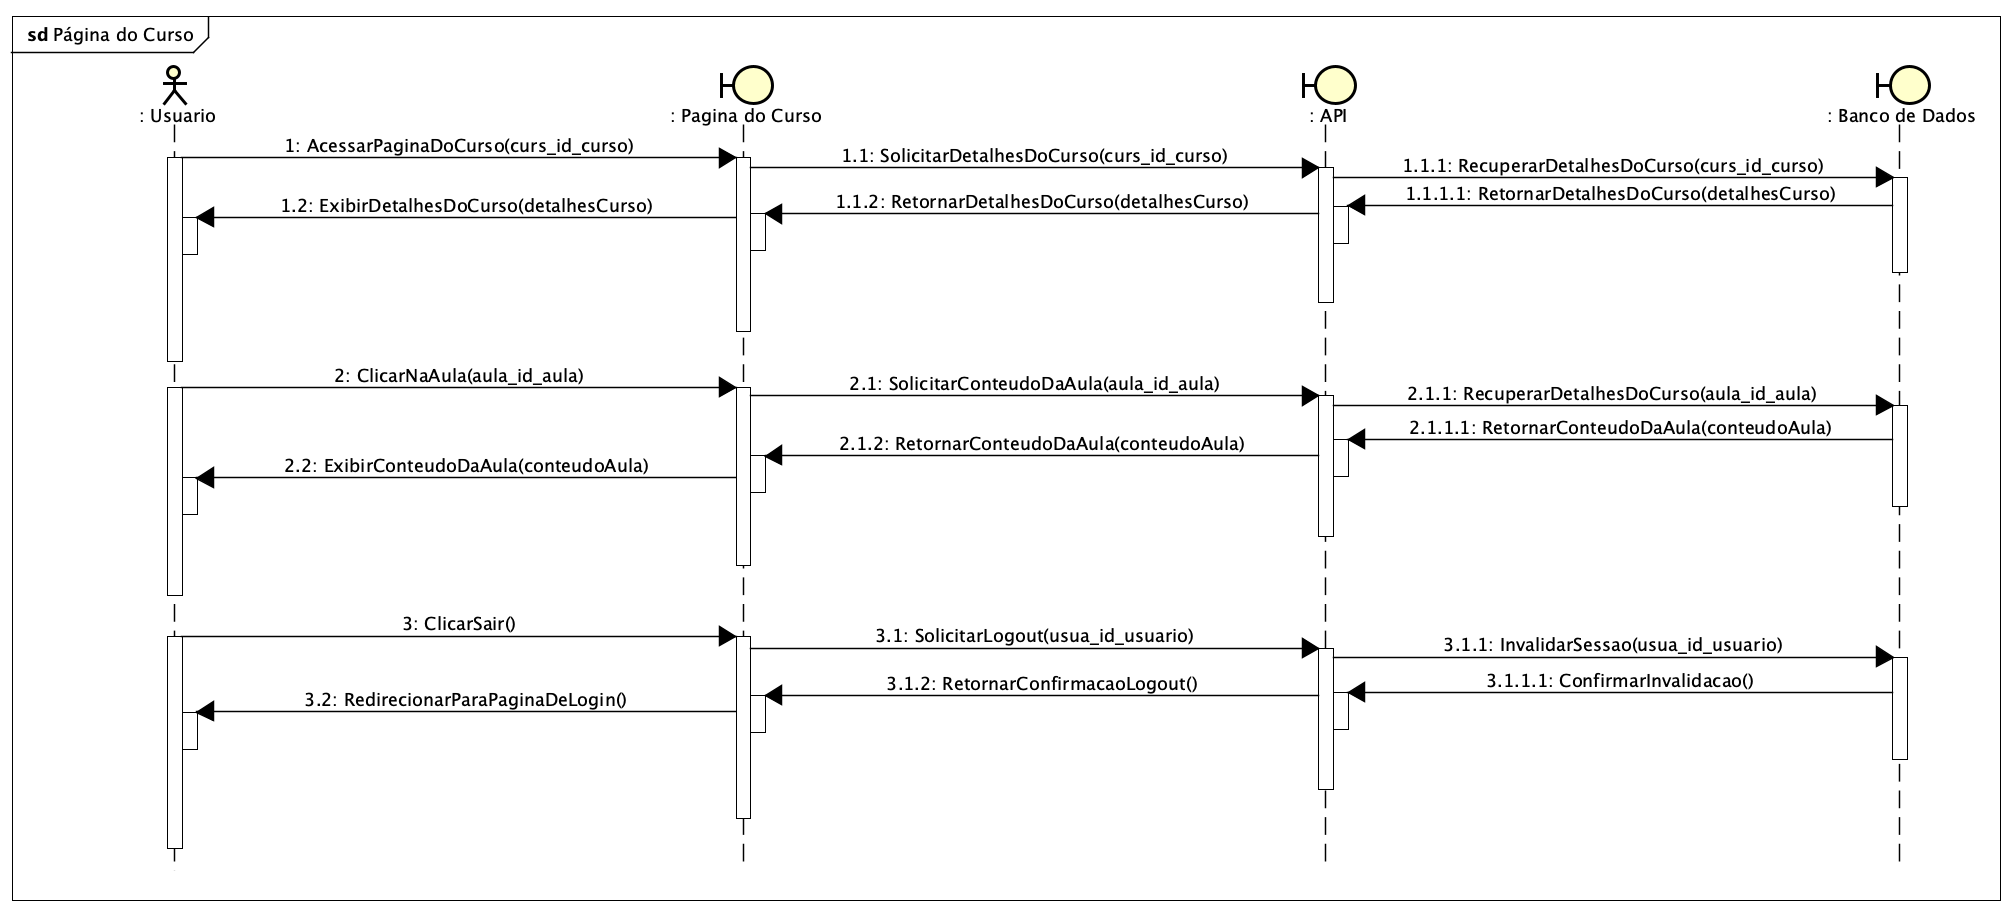 sd Página do Curso
: Usuario
: Pagina do Curso
: API
: Banco de Dados
1: AcessarPaginaDoCurso(curs_id_curso)
1.1: SolicitarDetalhesDoCurso(curs_id_curso)
1.1.1: RecuperarDetalhesDoCurso(curs_id_curso)
1.2: ExibirDetalhesDoCurso(detalhesCurso)
1.1.2: RetornarDetalhesDoCurso(detalhesCurso)
1.1.1.1: RetornarDetalhesDoCurso(detalhesCurso)
2: ClicarNaAula(aula_id_aula)
2.1: SolicitarConteudoDaAula(aula_id_aula)
2.1.1: RecuperarDetalhesDoCurso(aula_id_aula)
2.2: ExibirConteudoDaAula(conteudoAula)
2.1.2: RetornarConteudoDaAula(conteudoAula)
2.1.1.1: RetornarConteudoDaAula(conteudoAula)
3: ClicarSair()
3.1: SolicitarLogout(usua_id_usuario)
3.1.1: InvalidarSessao(usua_id_usuário)
3.2: RedirecionarParaPaginaDeLogin()
3.1.2: RetornarConfirmacaoLogout()
3.1.1.1: ConfirmarInvalidacao()